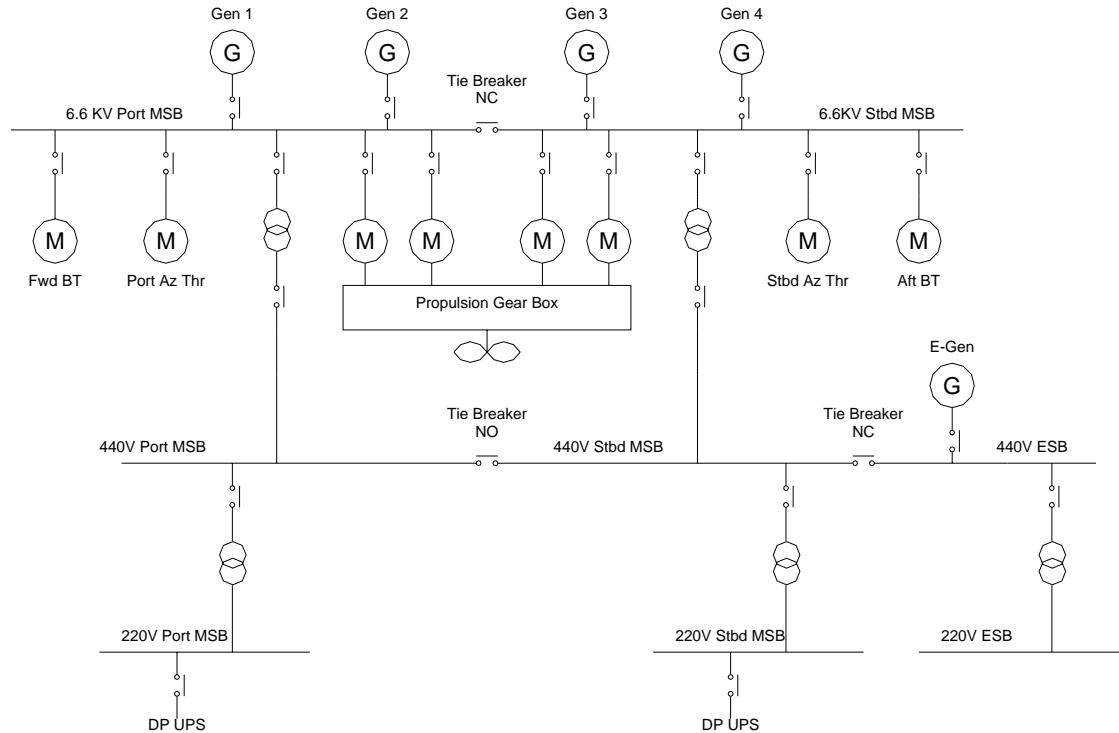 Gen 1
Gen 2
Gen 3
Gen 4
G
G
G
G
Tie Breaker
NC
6.6 KV Port MSB
6.6KV Stbd MSB
M
M
M
M
M
M
M
M
Fwd BT
Port Az Thr
Stbd Az Thr
Aft BT
Propulsion Gear Box
E-Gen
G
Tie Breaker
NO
Tie Breaker
NC
440V Port MSB
440V Stbd MSB
440V ESB
220V Port MSB
220V Stbd MSB
220V ESB
DP UPS
DP UPS